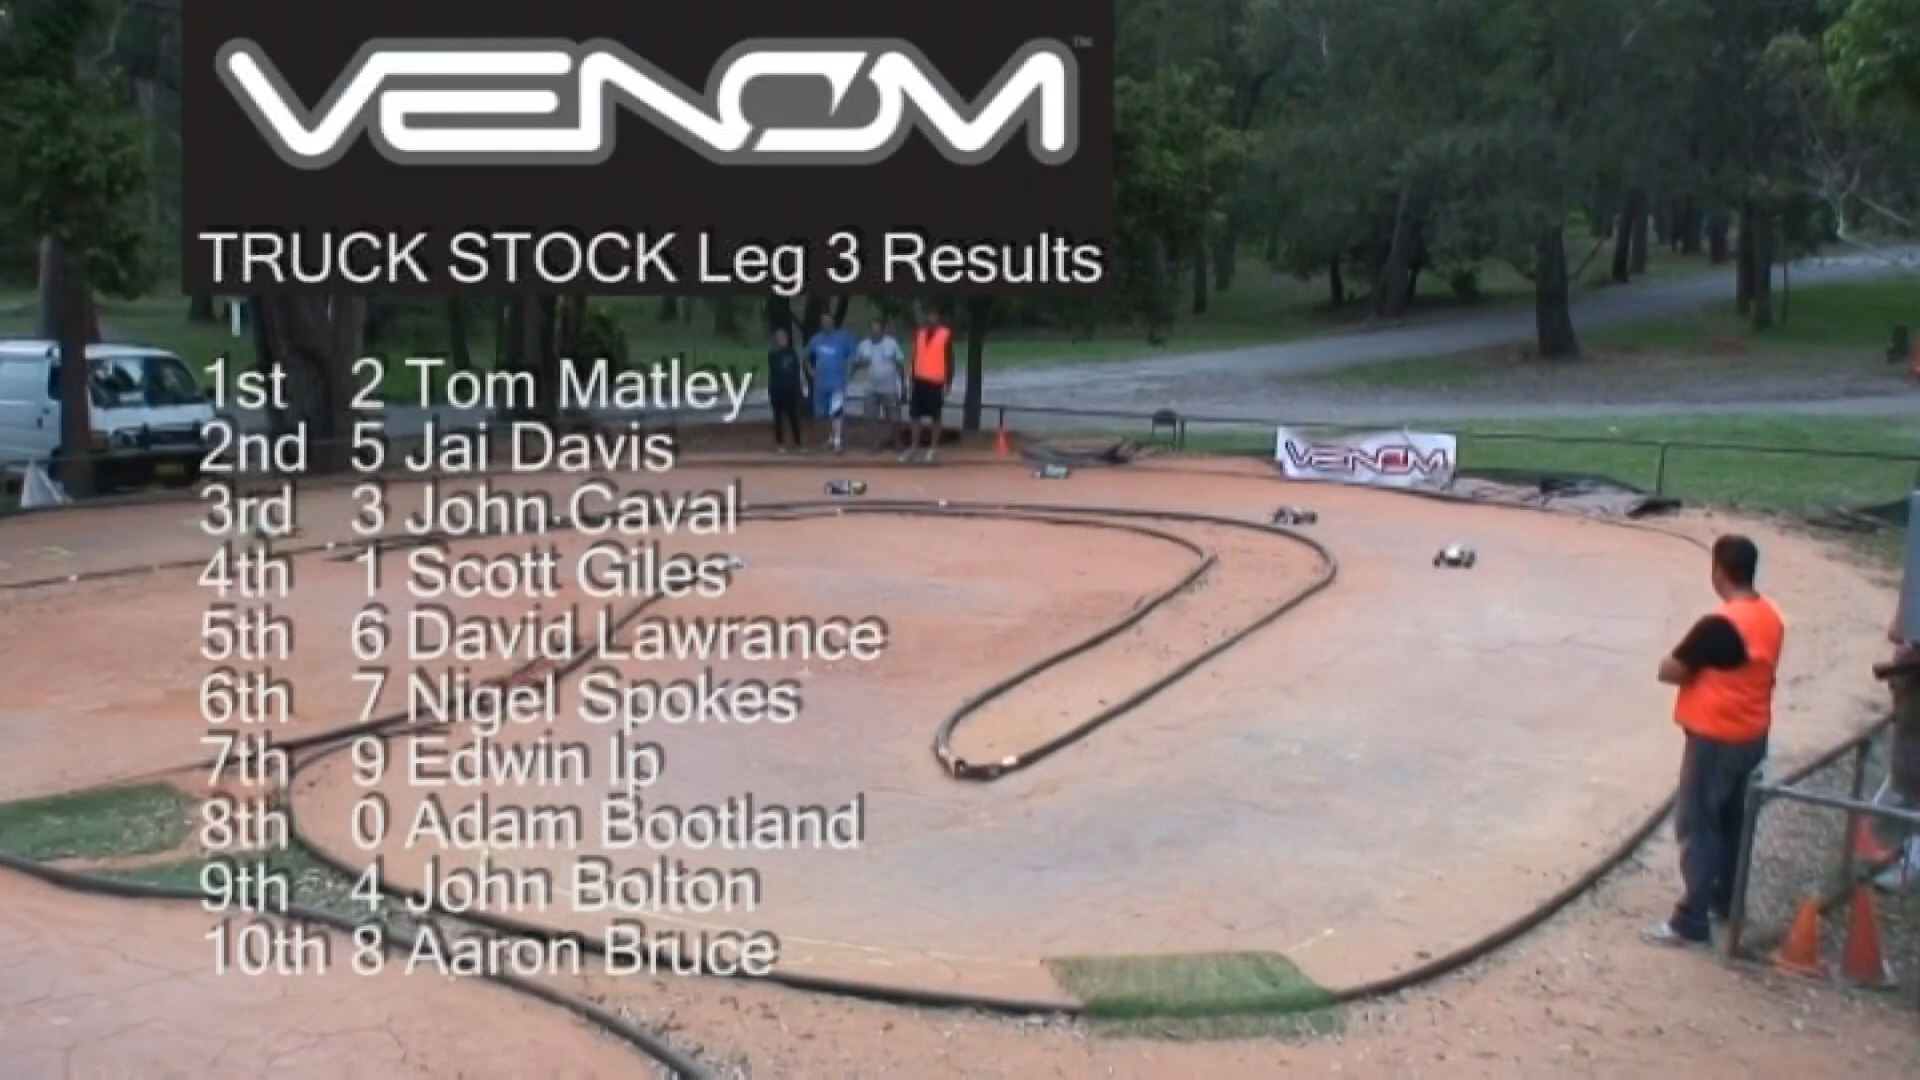 VENOM™
TRUCK STOCK Leg 3 Results
1st 2 Tom Matley
2nd 5 Jai Davis
3rd 3 John Caval
4th 1 Scott Giles
5th 6 David Lawrance
6th 7 Nigel Spokes
7th 9 Edwin Ip
8th 0 Adam Bootland
9th 4 John Bolton
10th 8 Aaron Bruce
VENOM